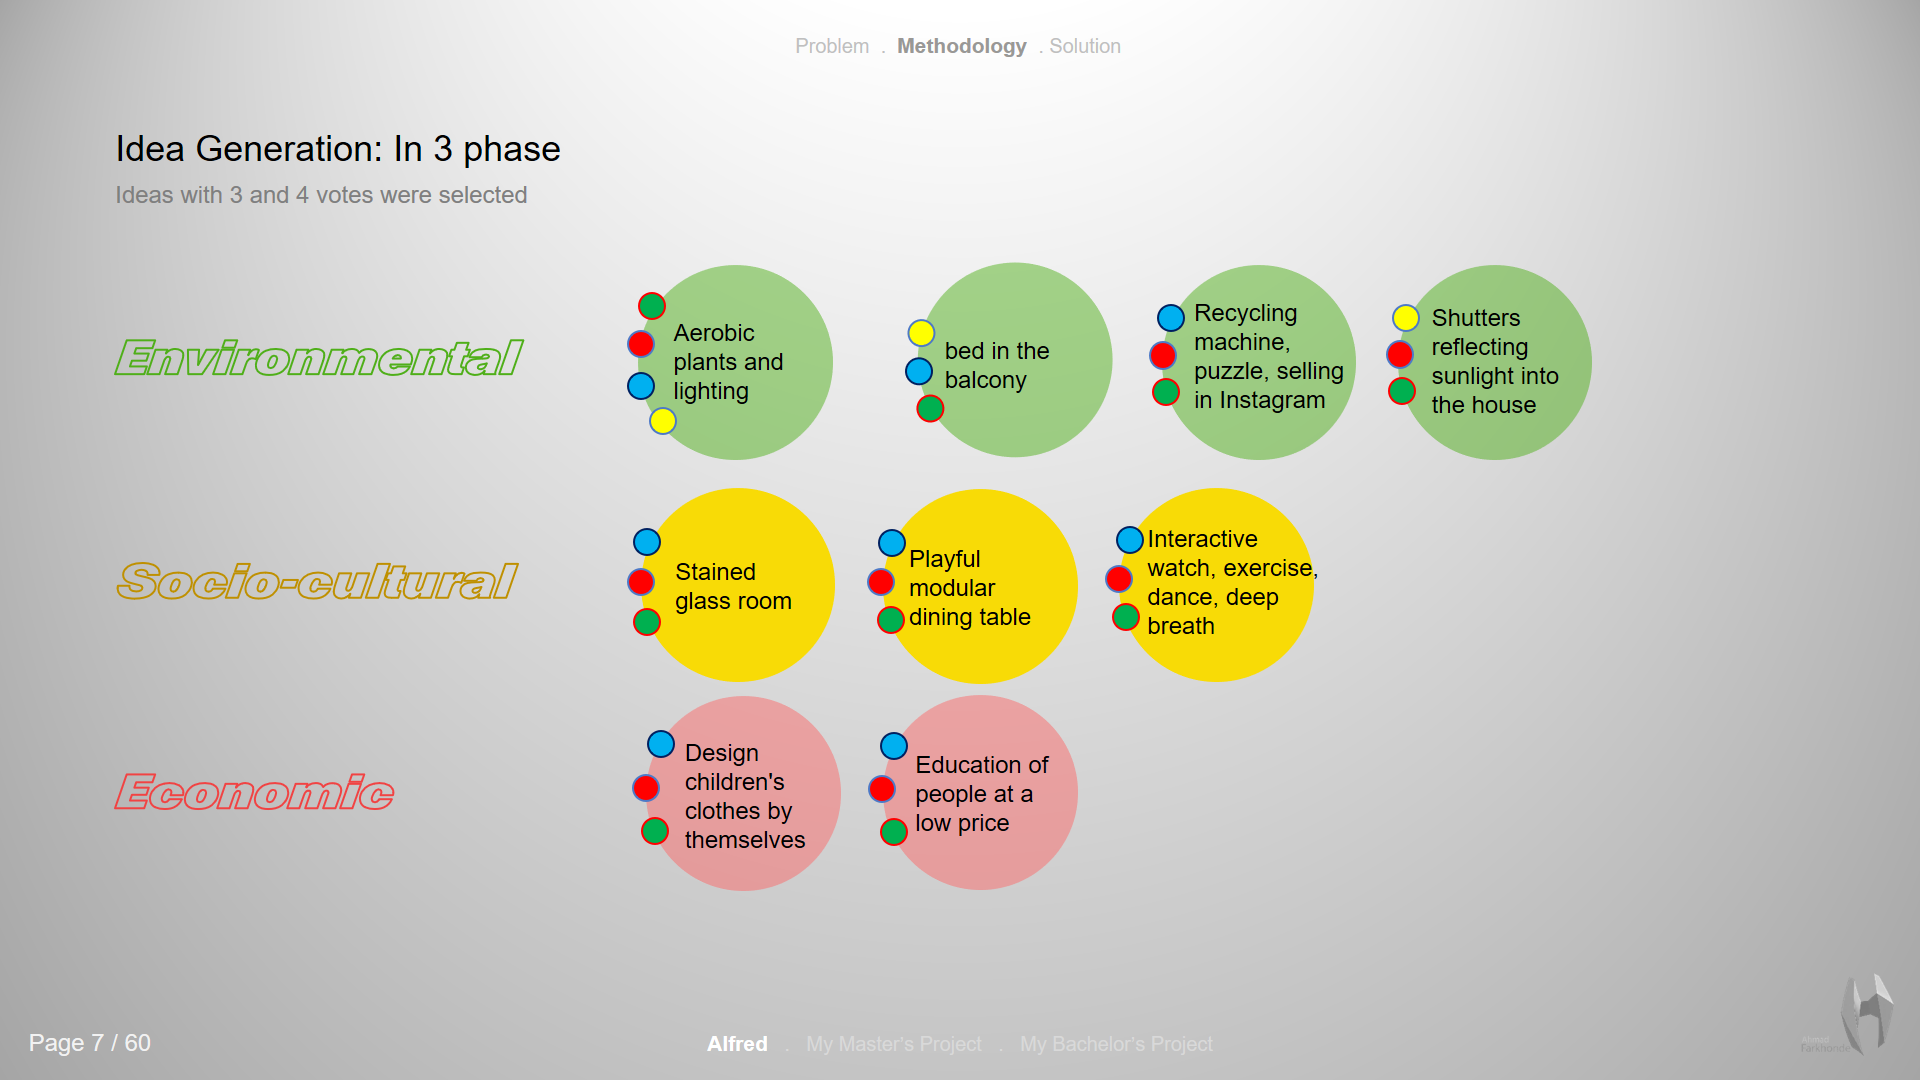 Problem . Methodology . Solution
Idea Generation: In 3 phase
Ideas with 3 and 4 votes were selected
Environmental
Aerobic
plants and
lighting
bed in the
balcony
Recycling
machine,
puzzle, selling
in Instagram
Shutters
reflecting
sunlight into
the house
Socio-cultural
Stained
glass room
Playful
modular
dining table
Interactive
watch, exercise,
dance, deep
breath
Economic
Design
children's
clothes by
themselves
Education of
people at a
low price
Page 7 / 60
Alfred . My Master's Project . My Bachelor's Project